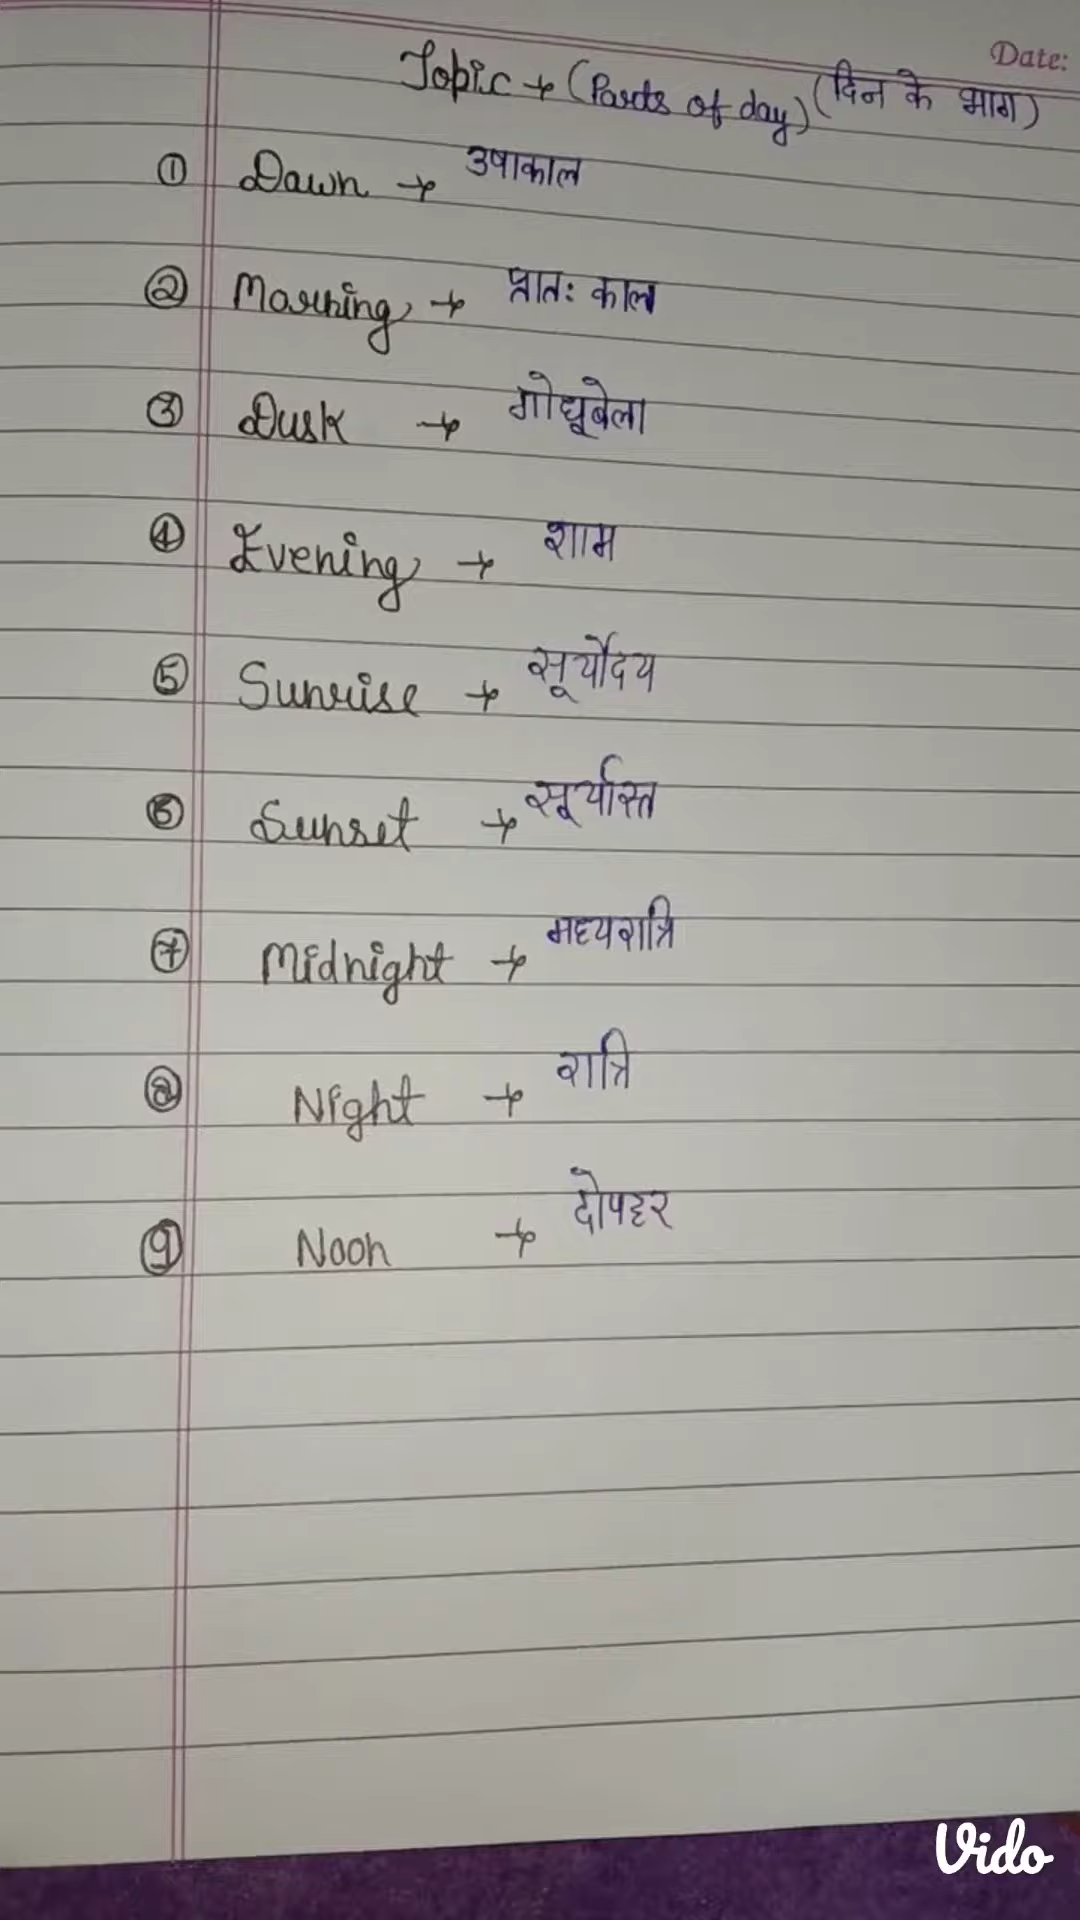 Date:
Topic → (Parts of day) (दिन के भाग)
① Dawn → उषाकाल
② Morning → प्रातः काल
③ Dusk → गोधूबेला
④ Evening → शाम
⑤ Sunrise → सूर्योदय
⑥ Sunset → सूर्यास्त
⑦ Midnight → मध्यरात्रि
⑧ Night → रात्रि
⑨ Noon → दोपहर
Vido